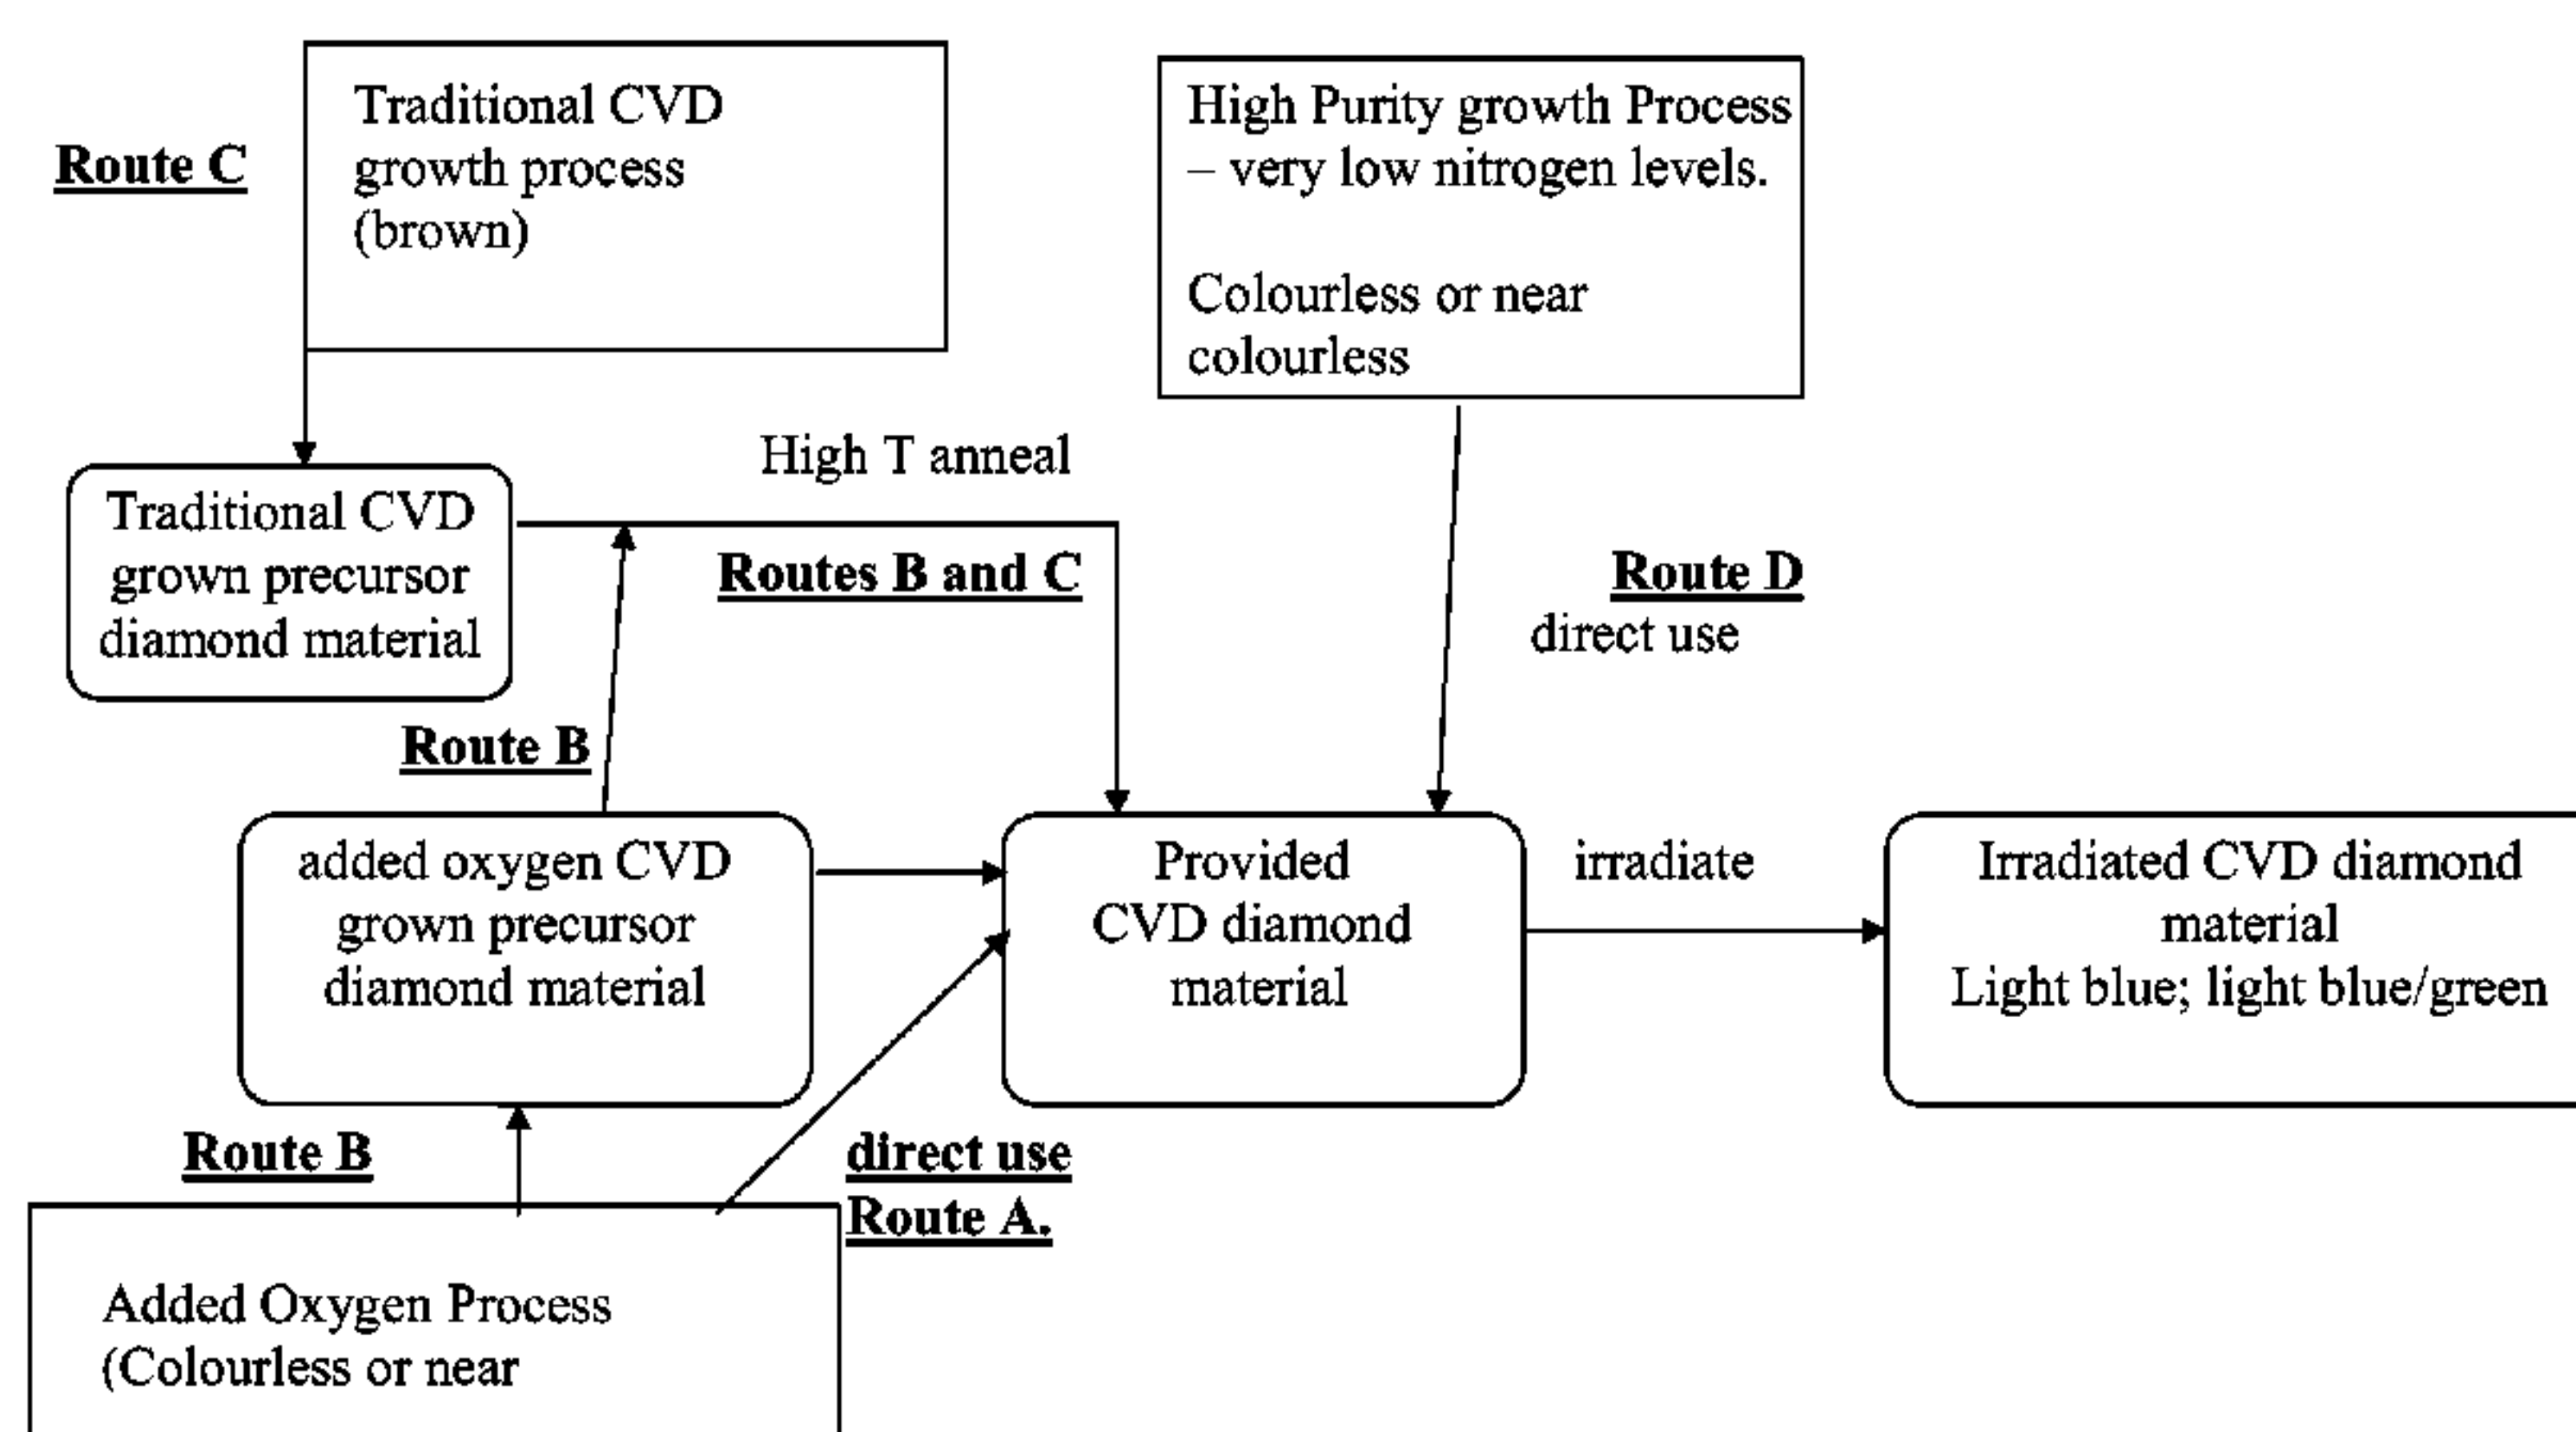 Route C
Traditional CVD
growth process
(brown)
High Purity growth Process
– very low nitrogen levels.
Colourless or near
colourless
Traditional CVD
grown precursor
diamond material
High T anneal
Routes B and C
Route D
direct use
Route B
added oxygen CVD
grown precursor
diamond material
Provided
CVD diamond
material
irradiate
Irradiated CVD diamond
material
Light blue; light blue/green
Route B
direct use
Route A.
Added Oxygen Process
(Colourless or near